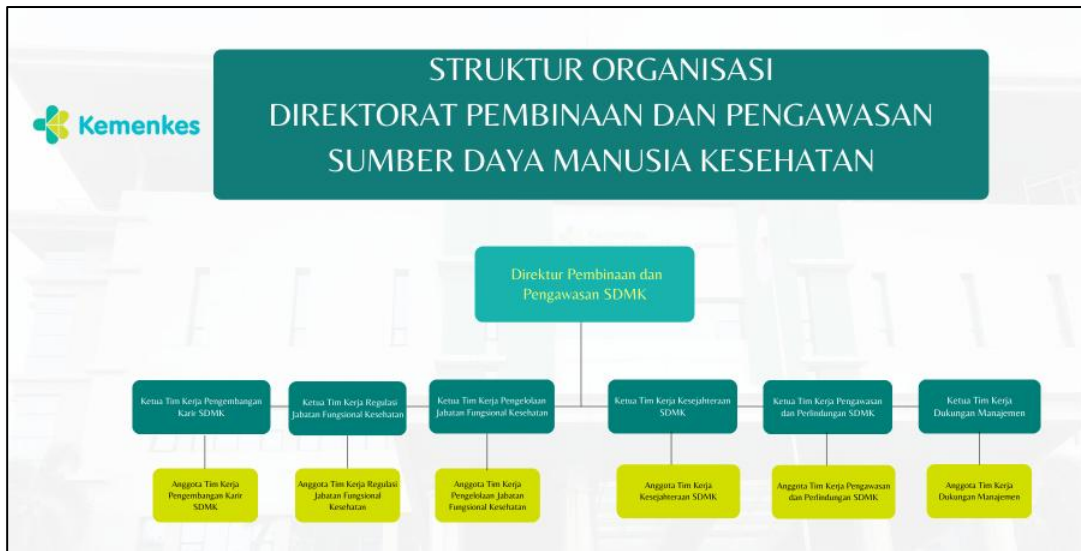 STRUKTUR ORGANISASI
DIREKTORAT PEMBINAAN DAN PENGAWASAN
SUMBER DAYA MANUSIA KESEHATAN
Kemenkes
Direktur Pembinaan dan
Pengawasan SDMK
Ketua Tim Kerja Pengembangan
Karir SDMK
Ketua Tim Kerja Regulasi
Jabatan Fungsional Kesehatan
Ketua Tim Kerja Pengelolaan
Jabatan Fungsional Kesehatan
Ketua Tim Kerja Kesejahteraan
SDMK
Ketua Tim Kerja Pengawasan
dan Perlindungan SDMK
Ketua Tim Kerja
Dukungan Manajemen
Anggota Tim Kerja
Pengembangan Karir
SDMK
Anggota Tim Kerja Regulasi
Jabatan Fungsional
Kesehatan
Anggota Tim Kerja
Pengelolaan Jabatan
Fungsional Kesehatan
Anggota Tim Kerja
Kesejahteraan SDMK
Anggota Tim Kerja Pengawasan
dan Perlindungan SDMK
Anggota Tim Kerja
Dukungan Manajemen